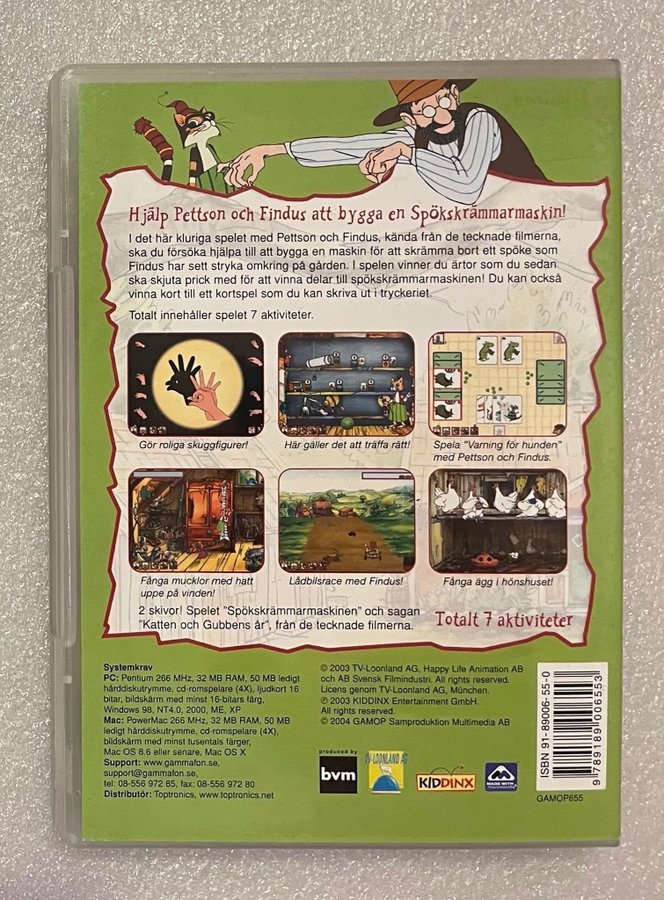 Hjälp Pettson och Findus att bygga en Spökskrämmarmaskin!
I det här kluriga spelet med Pettson och Findus, kända från de tecknade filmerna,
ska du försöka hjälpa till att bygga en maskin för att skrämma bort ett spöke som
Findus har sett stryka omkring på gården. I spelen vinner du ärtor som du sedan
ska skjuta prick med för att vinna delar till spökskrämmarmaskinen! Du kan också
vinna kort till ett kortspel som du kan skriva ut i tryckeriet.
Totalt innehåller spelet 7 aktiviteter.
Gör roliga skuggfigurer!
Här gäller det att träffa rätt!
Spela "Varning för hunden"
med Pettson och Findus.
Fånga mucklor med hatt
uppe på vinden!
Lådbilsrace med Findus!
Fånga ägg i hönshuset!
2 skivor! Spelet "Spökskrämmarmaskinen" och sagan
"Katten och Gubbens år", från de tecknade filmerna.
Totalt 7 aktiviteter
Systemkrav
PC: Pentium 266 MHz, 32 MB RAM, 50 MB ledigt
hårddiskutrymme, cd-romspelare (4X), ljudkort 16
bitar, bildskärm med minst 16-bitars färg,
Windows 98, NT4.0, 2000, ME, XP
Mac: PowerMac 266 MHz, 32 MB RAM, 50 MB
ledigt hårddiskutrymme, cd-romspelare (4X),
bildskärm med minst tusentals färger,
Mac OS 8.6 eller senare, Mac OS X
Support: www.gammafon.se,
support@gammafon.se,
tel: 08-556 972 85, fax: 08-556 972 80
Distributör: Toptronics, www.toptronics.net
© 2003 TV-Loonland AG, Happy Life Animation AB
och AB Svensk Filmindustri. All rights reserved.
Licens genom TV-Loonland AG, München.
℗ 2003 KIDDINX Entertainment GmbH.
All rights reserved.
© 2004 GAMOP Samproduktion Multimedia AB
produced by
bvm
TV-LOONLAND AG
KIDDINX
MADE WITH
ISBN 91-89006-55-0
9 789189 006553
GAMOP655